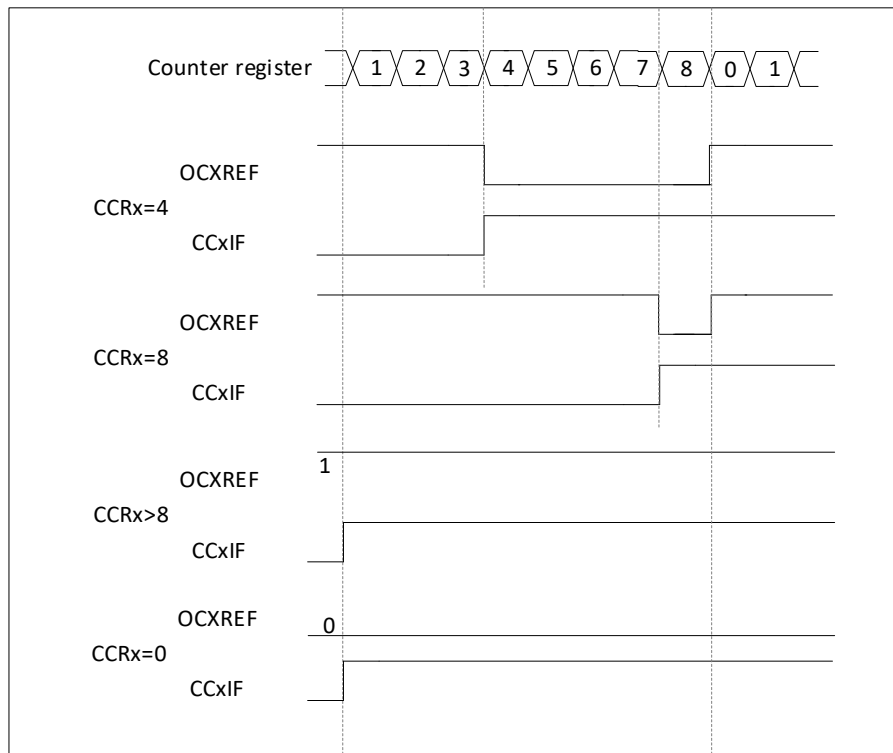 Counter register 1 2 3 4 5 6 7 8 0 1
OCXREF
CCRx=4
CCxIF
OCXREF
CCRx=8
CCxIF
1
OCXREF
CCRx>8
CCxIF
OCXREF 0
CCRx=0
CCxIF